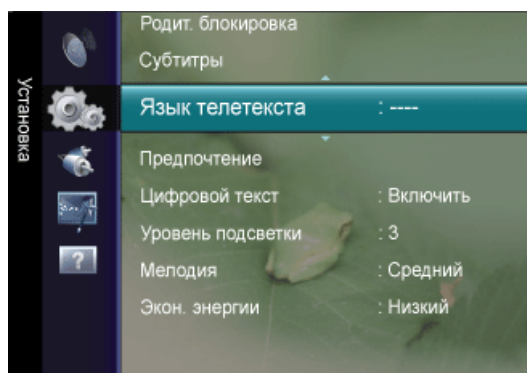 Установка
Родит. блокировка
Субтитры
Язык телетекста : ----
Предпочтение
Цифровой текст : Включить
Уровень подсветки : 3
Мелодия : Средний
Экон. энергии : Низкий
?